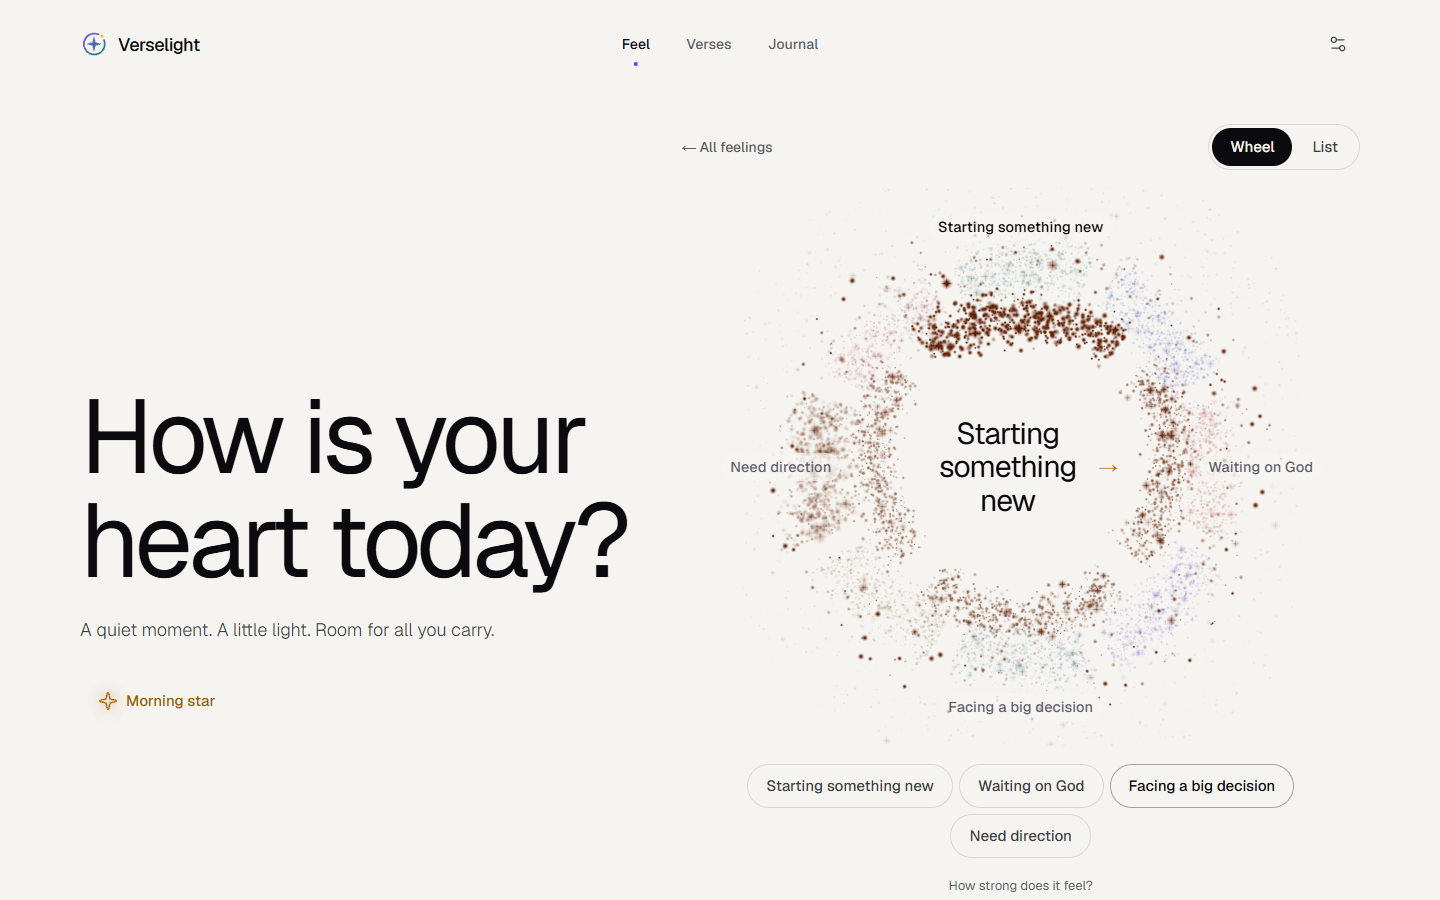 Verselight
Feel
Verses
Journal
← All feelings
Wheel
List
Starting something new
How is your
heart today?
A quiet moment. A little light. Room for all you carry.
Morning star
Need direction
Starting
something →
new
Waiting on God
Facing a big decision
Starting something new
Waiting on God
Facing a big decision
Need direction
How strong does it feel?